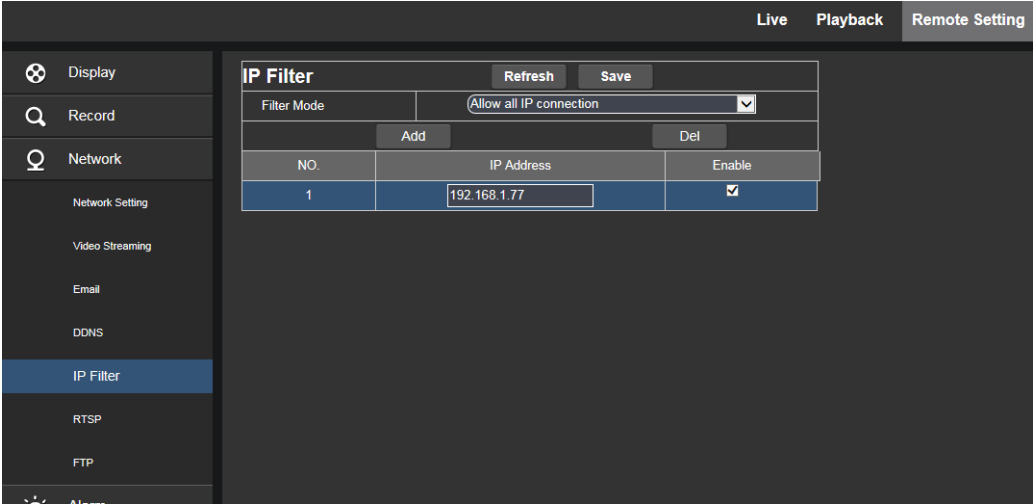 Live Playback Remote Setting
Display
Record
Network
Network Setting
Video Streaming
Email
DDNS
IP Filter
RTSP
FTP
Alarm
IP Filter Refresh Save
Filter Mode Allow all IP connection
Add Del
NO. IP Address Enable
1 192.168.1.77